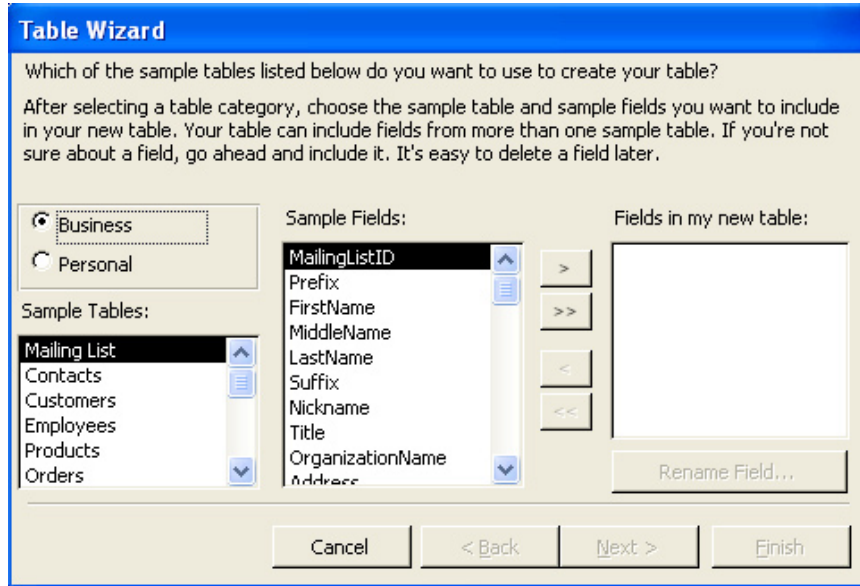 Table Wizard
Which of the sample tables listed below do you want to use to create your table?
After selecting a table category, choose the sample table and sample fields you want to include
in your new table. Your table can include fields from more than one sample table. If you're not
sure about a field, go ahead and include it. It's easy to delete a field later.
Business
Personal
Sample Tables:
Mailing List
Contacts
Customers
Employees
Products
Orders
Sample Fields:
MailingListID
Prefix
FirstName
MiddleName
LastName
Suffix
Nickname
Title
OrganizationName
Address
>
>>
<
<<
Fields in my new table:
Rename Field...
Cancel
< Back
Next >
Finish